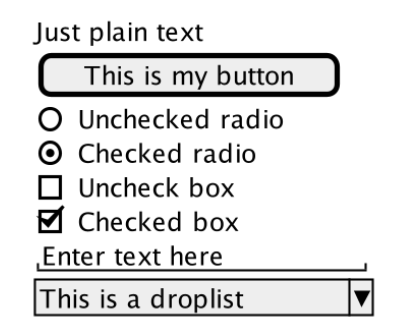 Just plain text
This is my button
Unchecked radio
Checked radio
Uncheck box
Checked box
Enter text here
This is a droplist